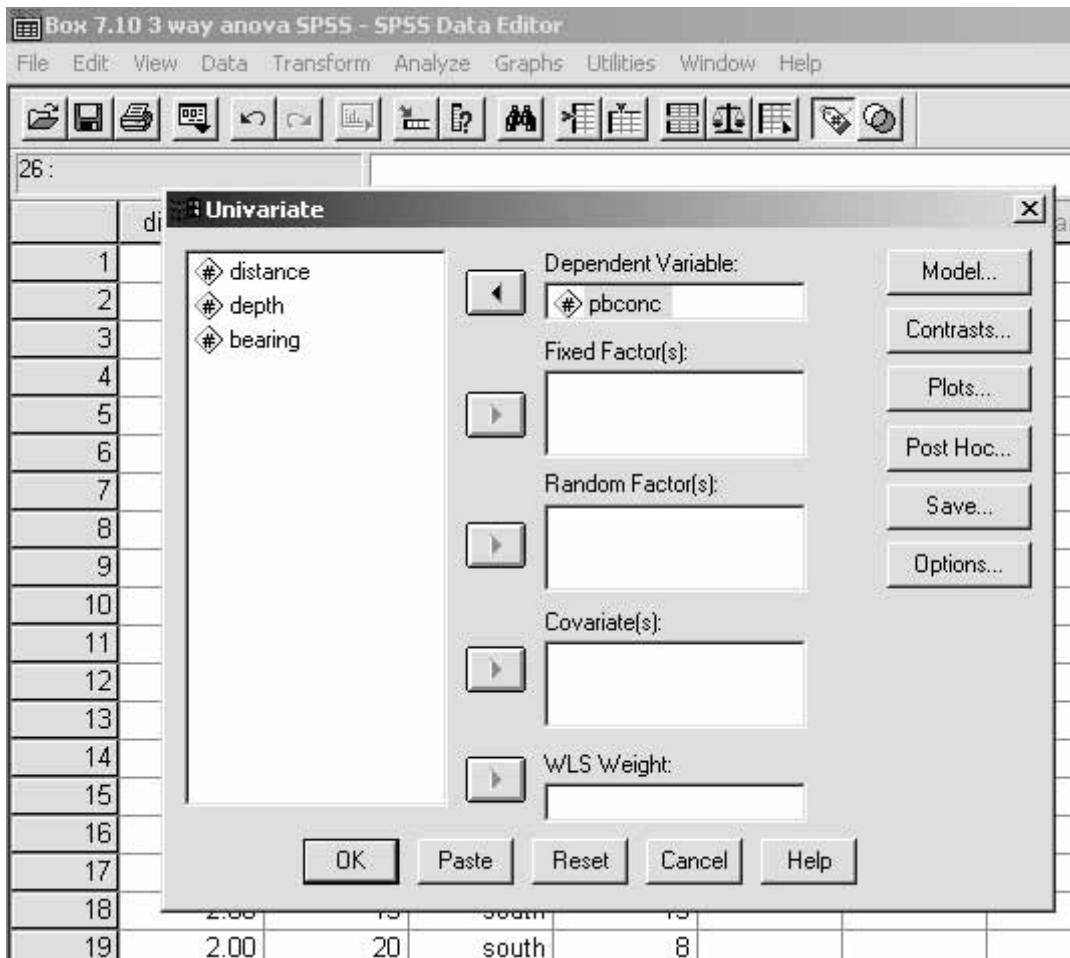 Box 7.10 3 way anova SPSS - SPSS Data Editor
File Edit View Data Transform Analyze Graphs Utilities Window Help
26 :
di
Univariate
1
2
3
4
5
6
7
8
9
10
11
12
13
14
15
16
17
18
19
distance
depth
bearing
Dependent Variable:
pbconc
Fixed Factor(s):
Random Factor(s):
Covariate(s):
WLS Weight:
Model...
Contrasts...
Plots...
Post Hoc...
Save...
Options...
OK Paste Reset Cancel Help
2.00 20 south 8